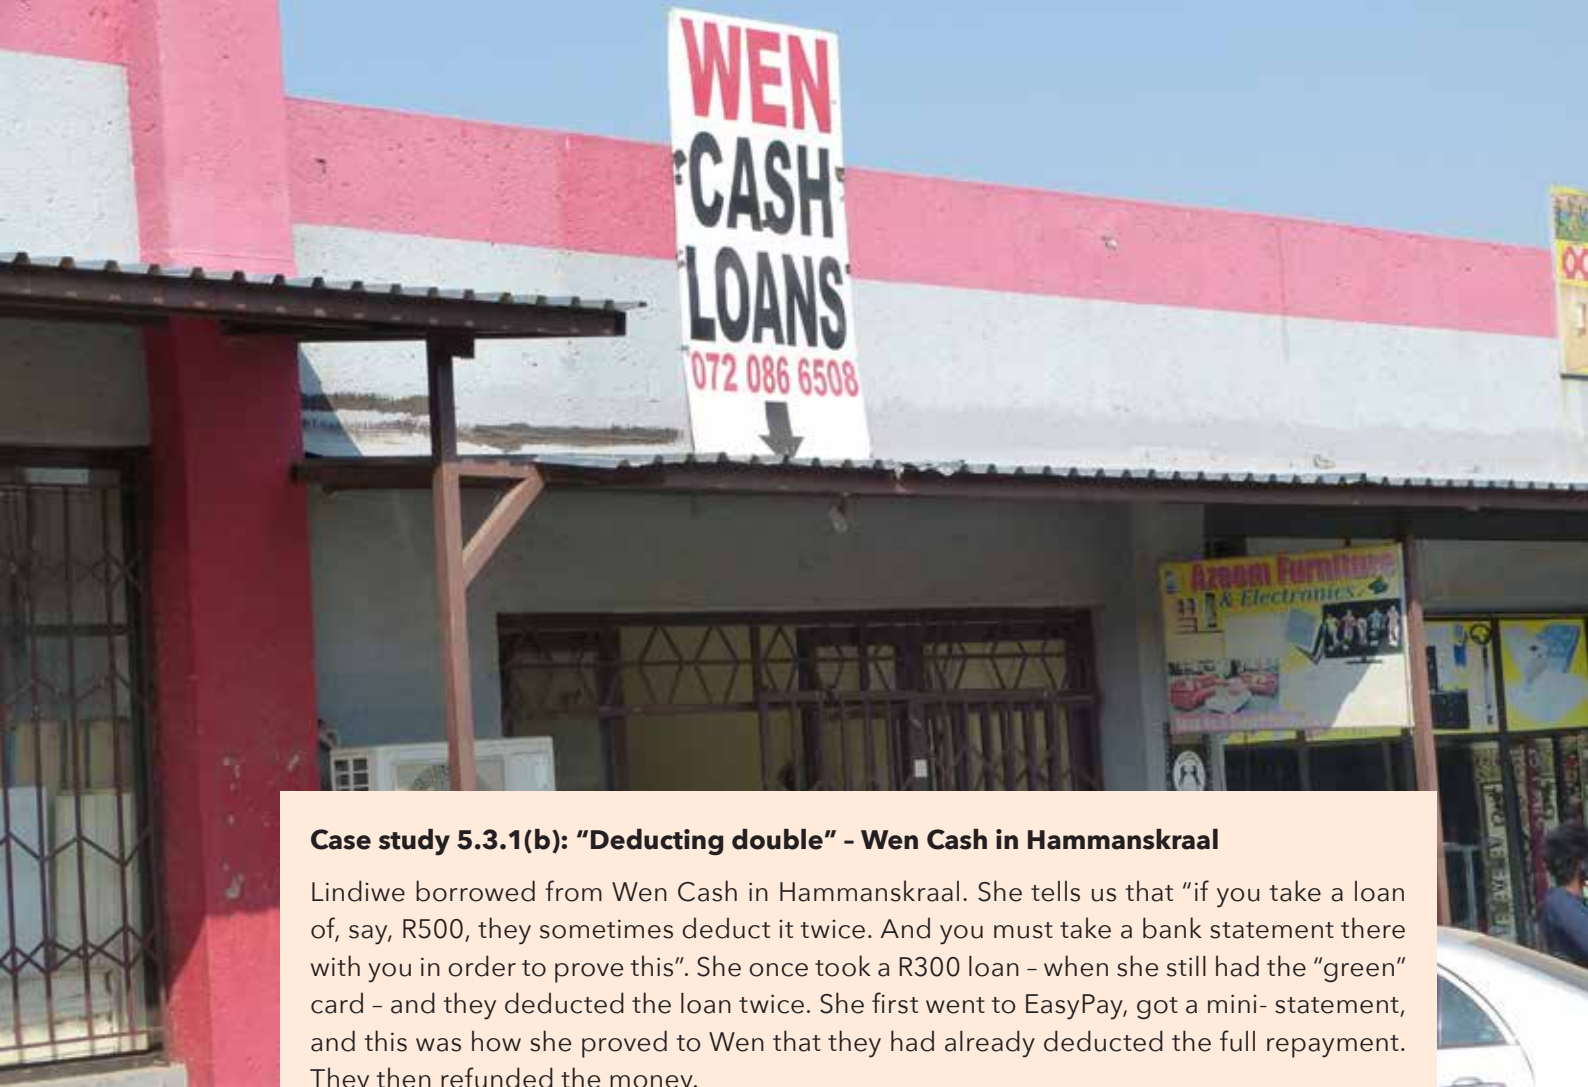 WEN
CASH
LOANS
072 086 6508
Azoom Furniture
& Electronics
Case study 5.3.1(b): “Deducting double” – Wen Cash in Hammanskraal
Lindiwe borrowed from Wen Cash in Hammanskraal. She tells us that “if you take a loan
of, say, R500, they sometimes deduct it twice. And you must take a bank statement there
with you in order to prove this”. She once took a R300 loan – when she still had the “green”
card – and they deducted the loan twice. She first went to EasyPay, got a mini- statement,
and this was how she proved to Wen that they had already deducted the full repayment.
They then refunded the money.